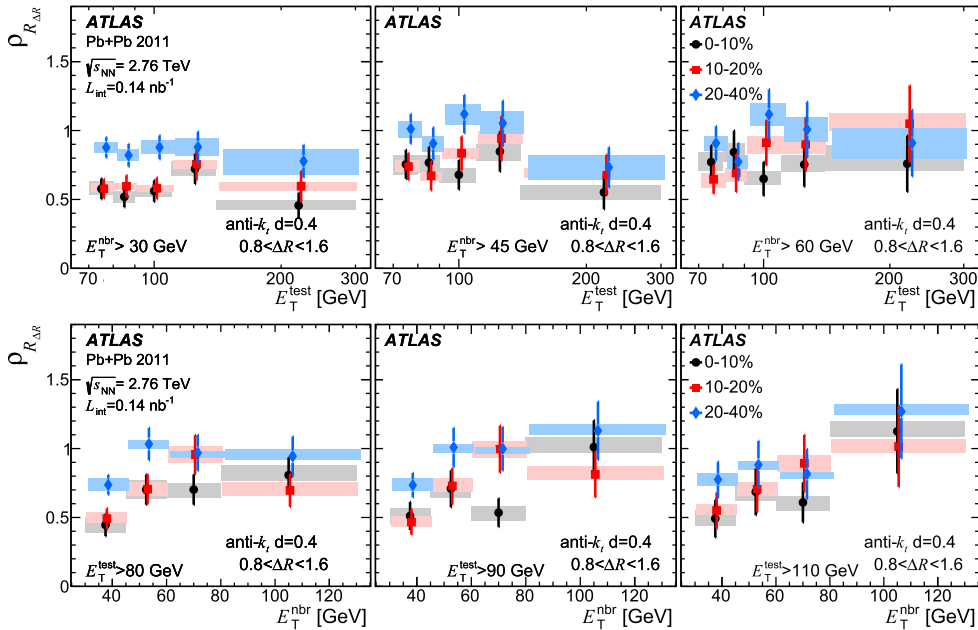 ρ_{R_{ΔR}}
ATLAS
Pb+Pb 2011
√s_{NN} = 2.76 TeV
L_{int}=0.14 nb⁻¹
anti-k_t d=0.4
E_T^{nbr}> 30 GeV 0.8<ΔR<1.6
0 0.5 1 1.5
70 100 200 300
E_T^{test} [GeV]
ATLAS
anti-k_t d=0.4
E_T^{nbr}> 45 GeV 0.8<ΔR<1.6
70 100 200 300
E_T^{test} [GeV]
ATLAS
0-10%
10-20%
20-40%
anti-k_t d=0.4
E_T^{nbr}> 60 GeV 0.8<ΔR<1.6
70 100 200 300
E_T^{test} [GeV]
ρ_{R_{ΔR}}
ATLAS
Pb+Pb 2011
√s_{NN} = 2.76 TeV
L_{int}=0.14 nb⁻¹
anti-k_t d=0.4
E_T^{test}>80 GeV 0.8<ΔR<1.6
0 0.5 1 1.5
40 60 80 100 120
E_T^{nbr} [GeV]
ATLAS
anti-k_t d=0.4
E_T^{test}>90 GeV 0.8<ΔR<1.6
40 60 80 100 120
E_T^{nbr} [GeV]
ATLAS
0-10%
10-20%
20-40%
anti-k_t d=0.4
E_T^{test}>110 GeV 0.8<ΔR<1.6
40 60 80 100 120
E_T^{nbr} [GeV]